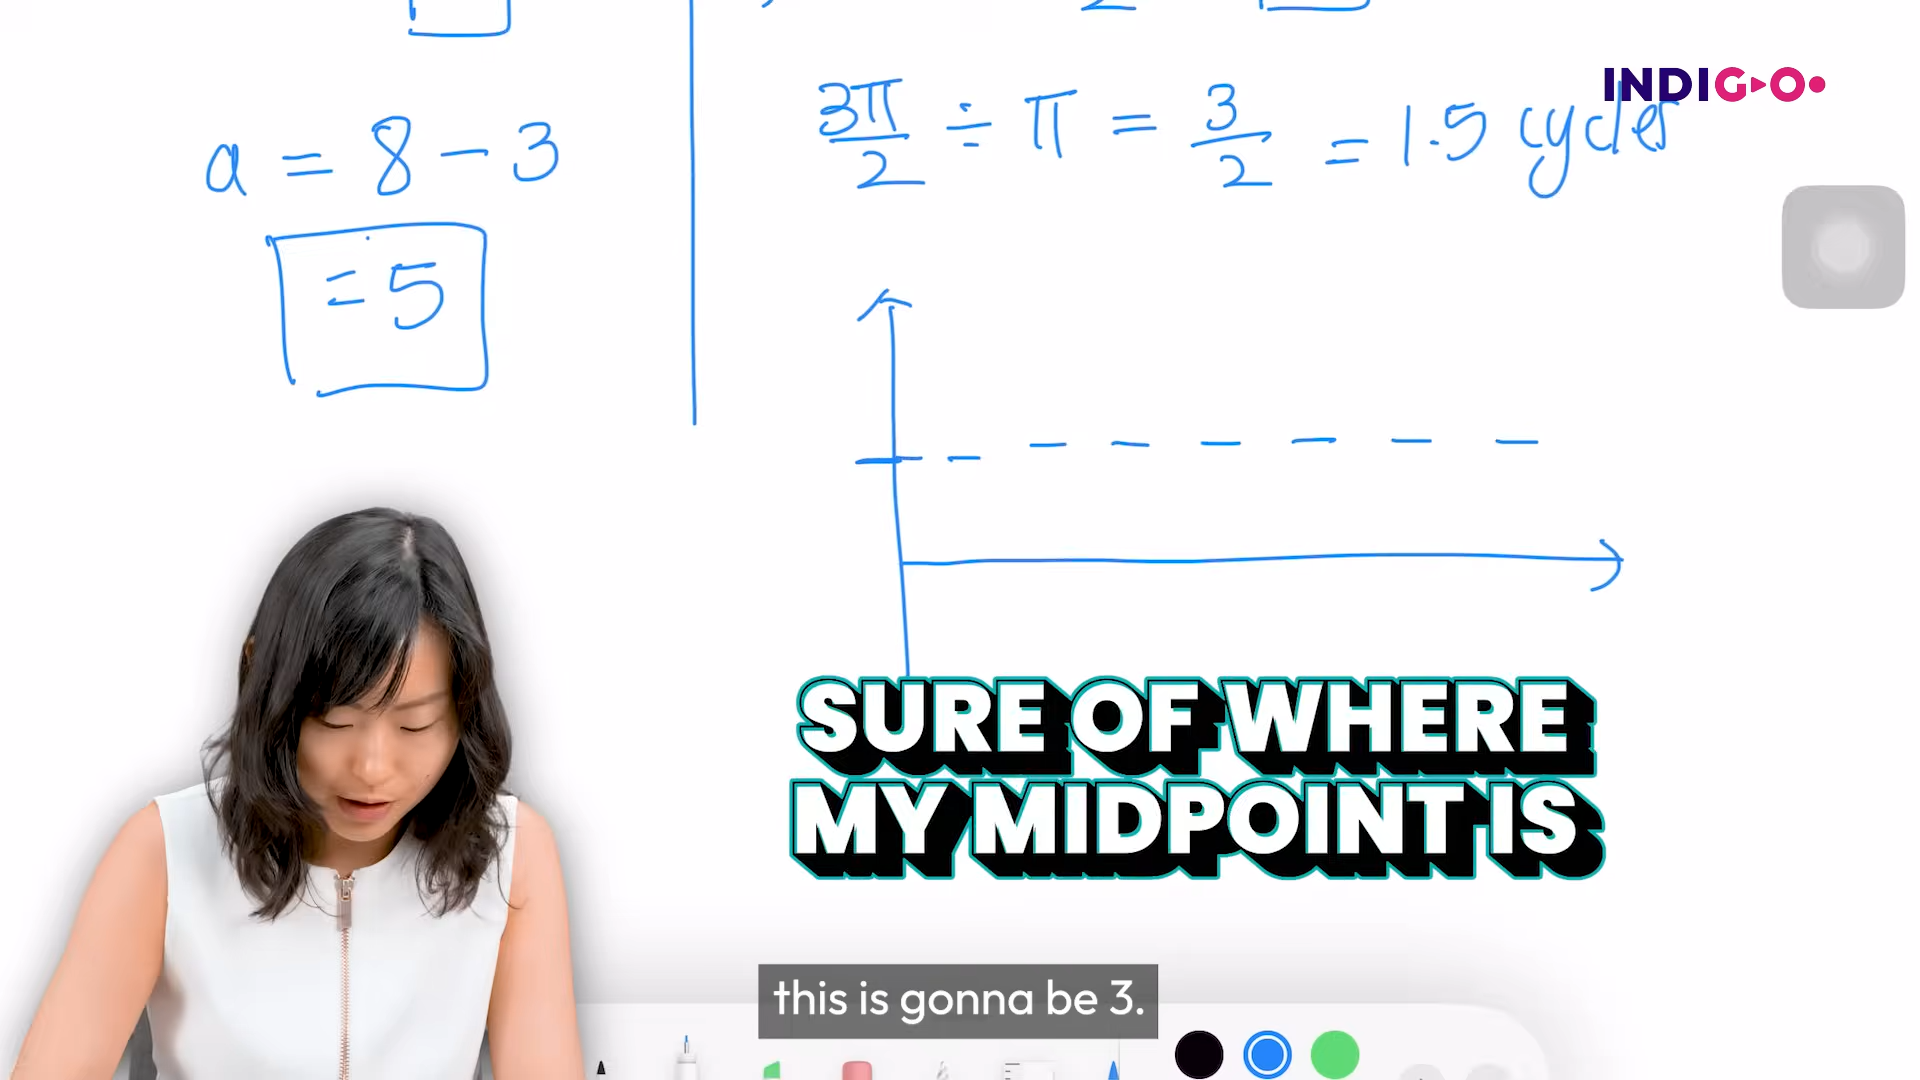 INDIGO
3π/2 ÷ π = 3/2 = 1.5 cycles
a = 8 - 3
= 5
SURE OF WHERE
MY MIDPOINT IS
this is gonna be 3.